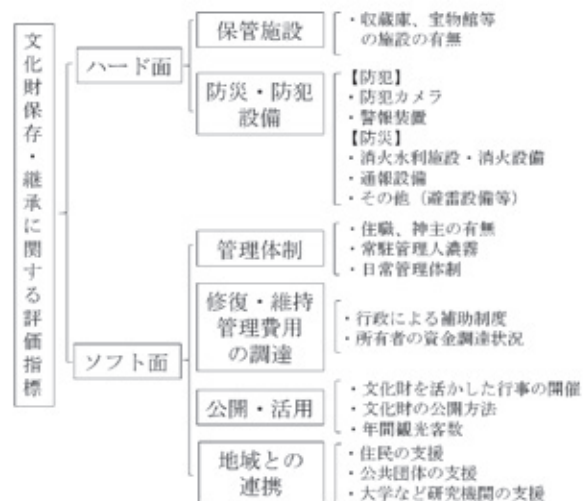 文化財保存・継承に関する評価指標
ハード面
保管施設
・収蔵庫、宝物館等
の施設の有無
防災・防犯
設備
【防犯】
・防犯カメラ
・警報装置
【防災】
・消火水利施設・消火設備
・通報設備
・その他（避雷設備等）
ソフト面
管理体制
・住職、神主の有無
・常駐管理人
・日常管理体制
修復・維持
管理費用
の調達
・行政による補助制度
・所有者の資金調達状況
公開・活用
・文化財を活かした行事の開催
・文化財の公開方法
・年間観光客数
地域との
連携
・住民の支援
・公共団体の支援
・大学など研究機関の支援